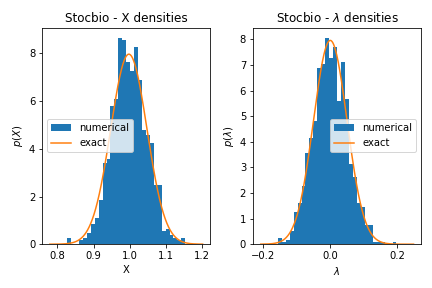 Stocbio - X densities
p(X)
8
6
4
2
0
numerical
exact
0.8 0.9 1.0 1.1 1.2
X
Stocbio - λ densities
p(λ)
8
7
6
5
4
3
2
1
0
numerical
exact
−0.2 0.0 0.2
λ